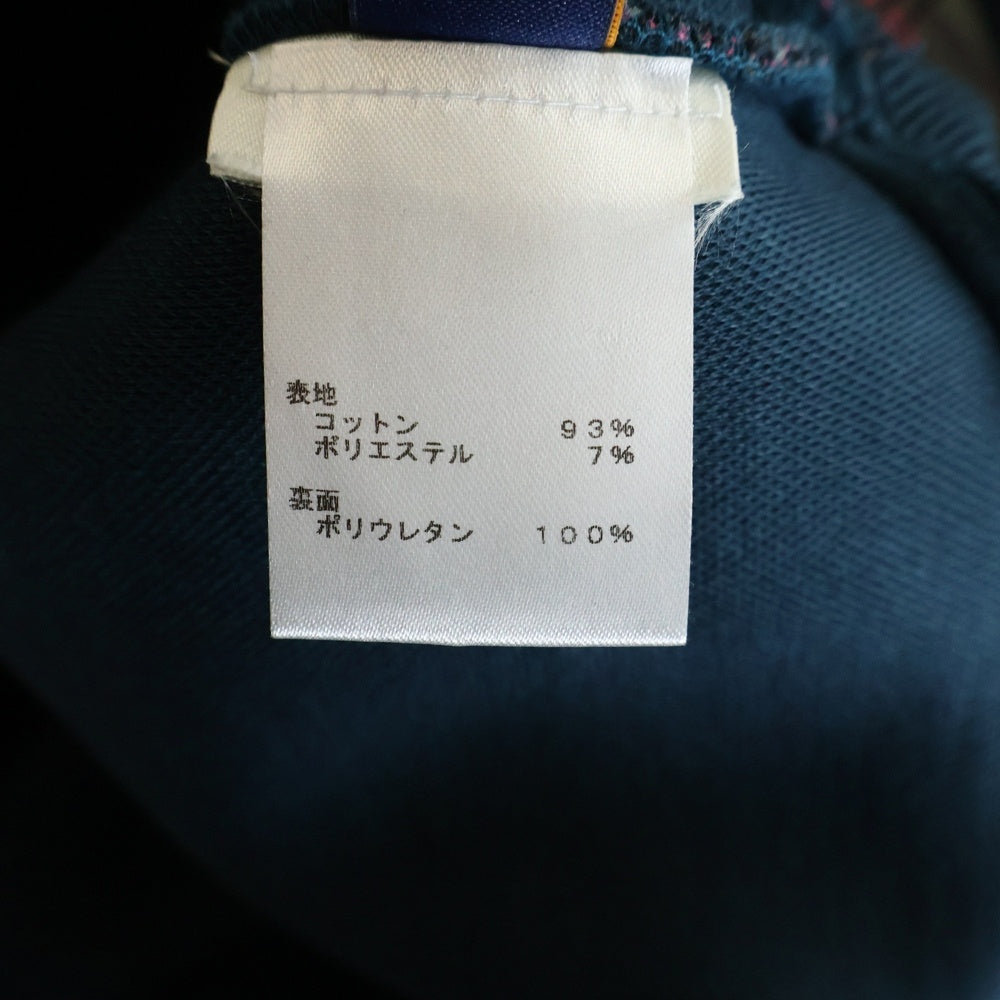 表地
コットン 93%
ポリエステル 7%
裏面
ポリウレタン 100%